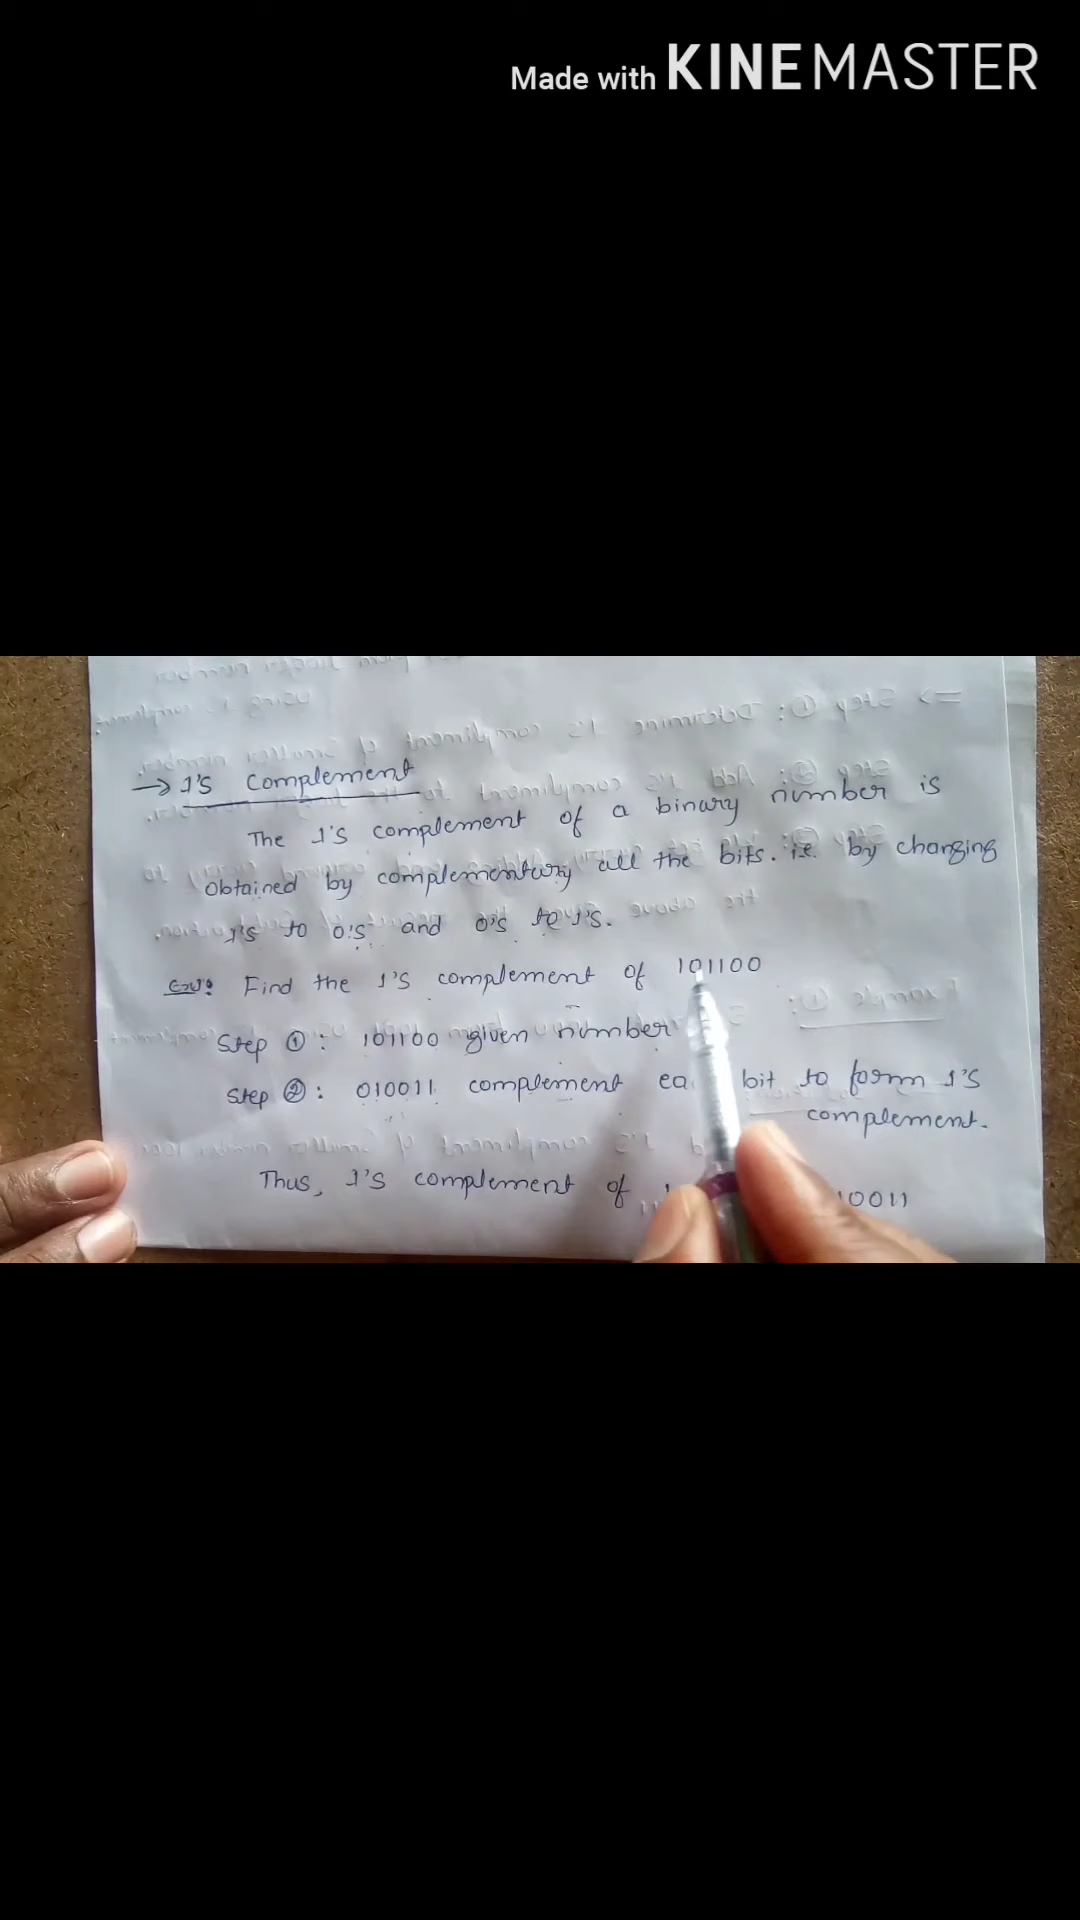 Made with KINEMASTER
→ 1's complement
The 1's complement of a binary number is
obtained by complementary all the bits. i.e. by changing
1's to 0's and 0's to 1's.
Ex: Find the 1's complement of 101100
Step ①: 101100 given number
Step ②: 010011 complement ea bit to form 1's
complement.
Thus, 1's complement of 10011